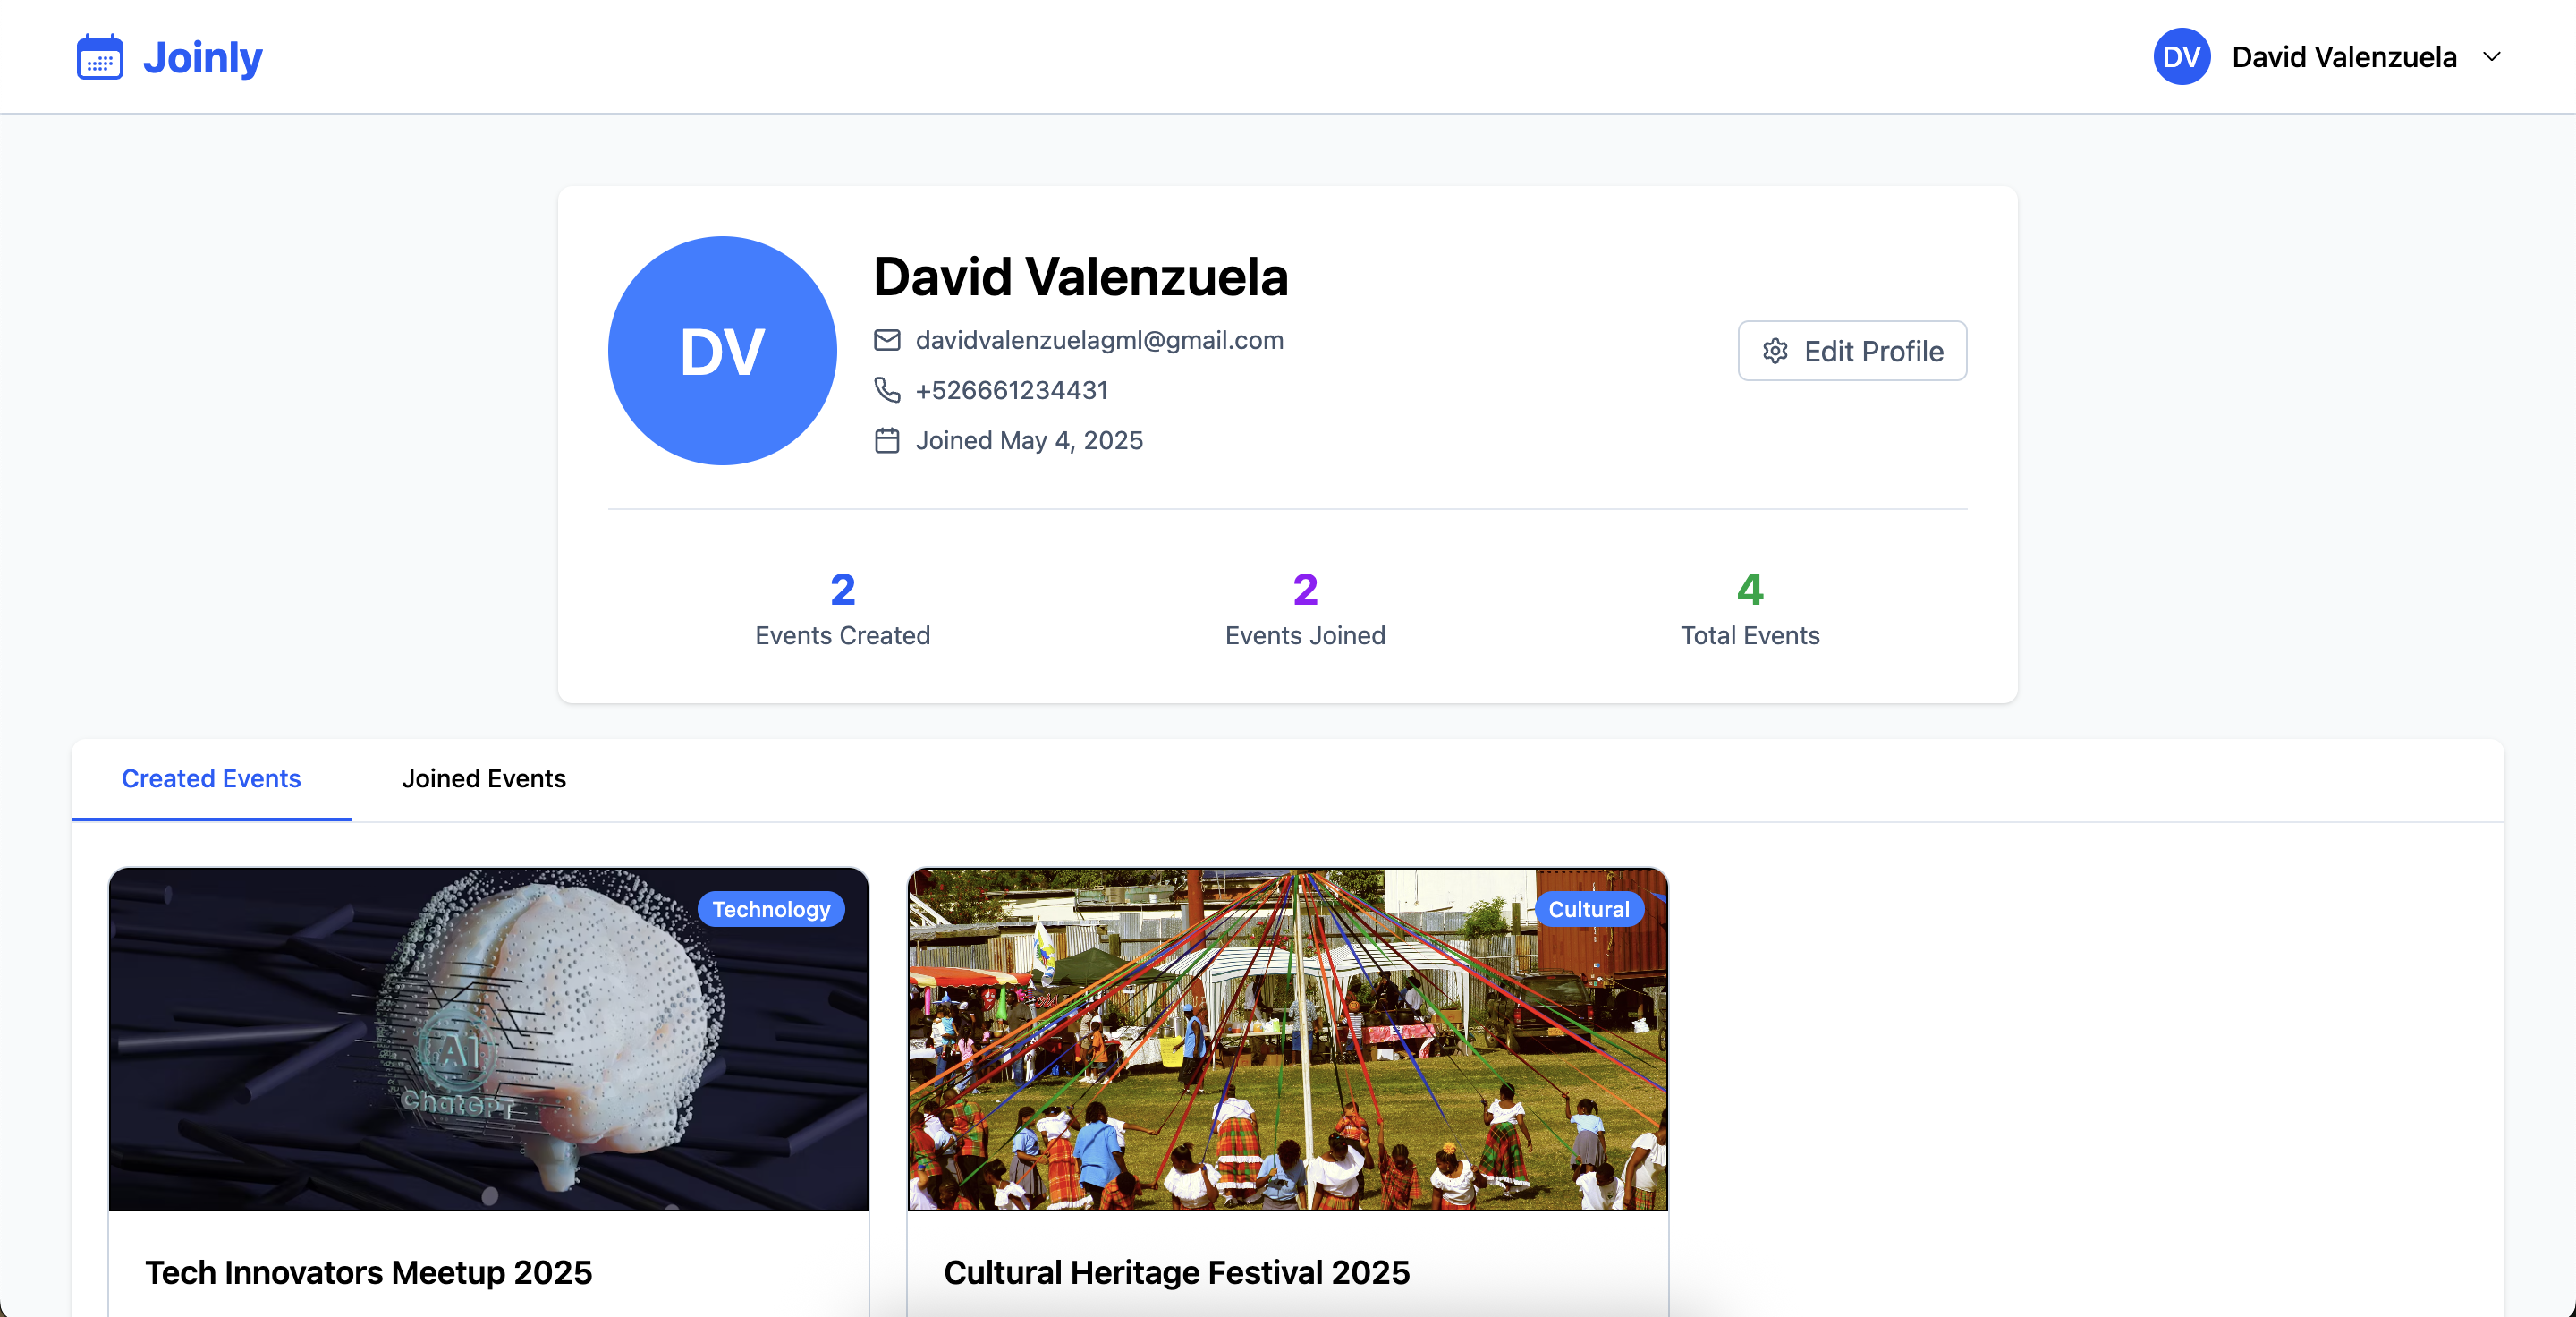 Joinly
DV David Valenzuela
DV
David Valenzuela
davidvalenzuelagml@gmail.com
+526661234431
Joined May 4, 2025
Edit Profile
2
Events Created
2
Events Joined
4
Total Events
Created Events
Joined Events
Technology
AI
ChatGPT
Cultural
Tech Innovators Meetup 2025
Cultural Heritage Festival 2025